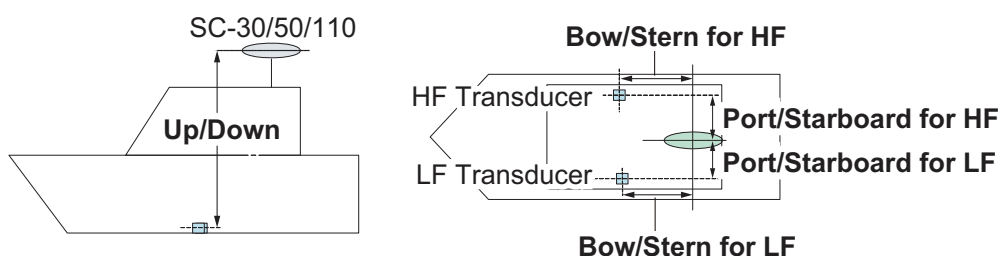 SC-30/50/110
Up/Down
Bow/Stern for HF
HF Transducer
Port/Starboard for HF
Port/Starboard for LF
LF Transducer
Bow/Stern for LF